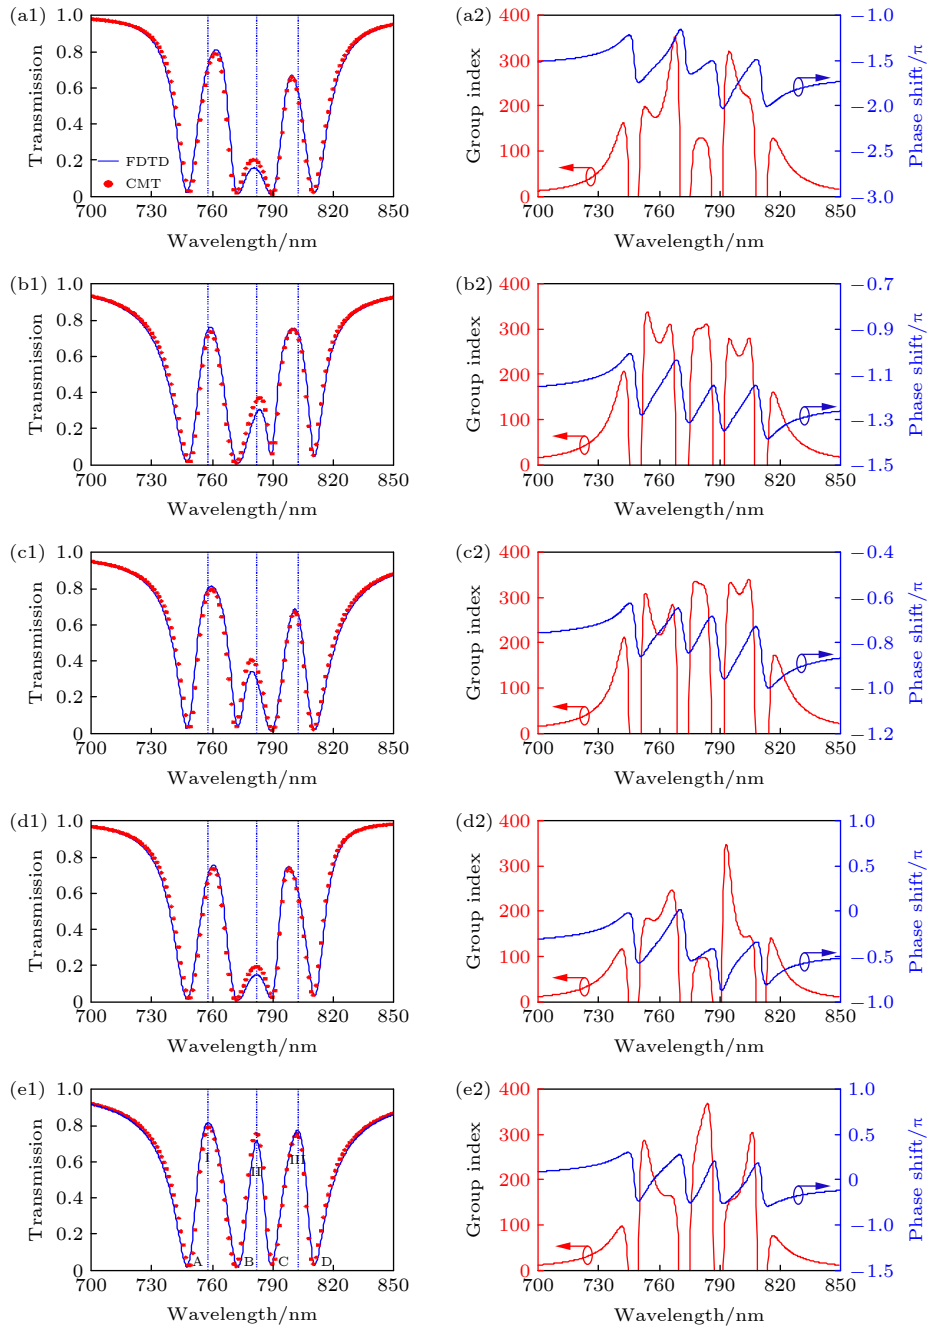 (a1)
Transmission
1.0
0.8
0.6
0.4
0.2
0
FDTD
CMT
700 730 760 790 820 850
Wavelength/nm
(a2)
Group index
400
300
200
100
0
−1.0
−1.5
−2.0
−2.5
−3.0
Phase shift/π
700 730 760 790 820 850
Wavelength/nm
(b1)
Transmission
1.0
0.8
0.6
0.4
0.2
0
700 730 760 790 820 850
Wavelength/nm
(b2)
Group index
400
300
200
100
0
−0.7
−0.9
−1.1
−1.3
−1.5
Phase shift/π
700 730 760 790 820 850
Wavelength/nm
(c1)
Transmission
1.0
0.8
0.6
0.4
0.2
0
700 730 760 790 820 850
Wavelength/nm
(c2)
Group index
400
300
200
100
0
−0.4
−0.6
−0.8
−1.0
−1.2
Phase shift/π
700 730 760 790 820 850
Wavelength/nm
(d1)
Transmission
1.0
0.8
0.6
0.4
0.2
0
700 730 760 790 820 850
Wavelength/nm
(d2)
Group index
400
300
200
100
0
1.0
0.5
0
−0.5
−1.0
Phase shift/π
700 730 760 790 820 850
Wavelength/nm
(e1)
Transmission
1.0
0.8
0.6
0.4
0.2
0
I II III
A B C D
700 730 760 790 820 850
Wavelength/nm
(e2)
Group index
400
300
200
100
0
1.0
0.5
0
−1.0
−1.5
Phase shift/π
700 730 760 790 820 850
Wavelength/nm